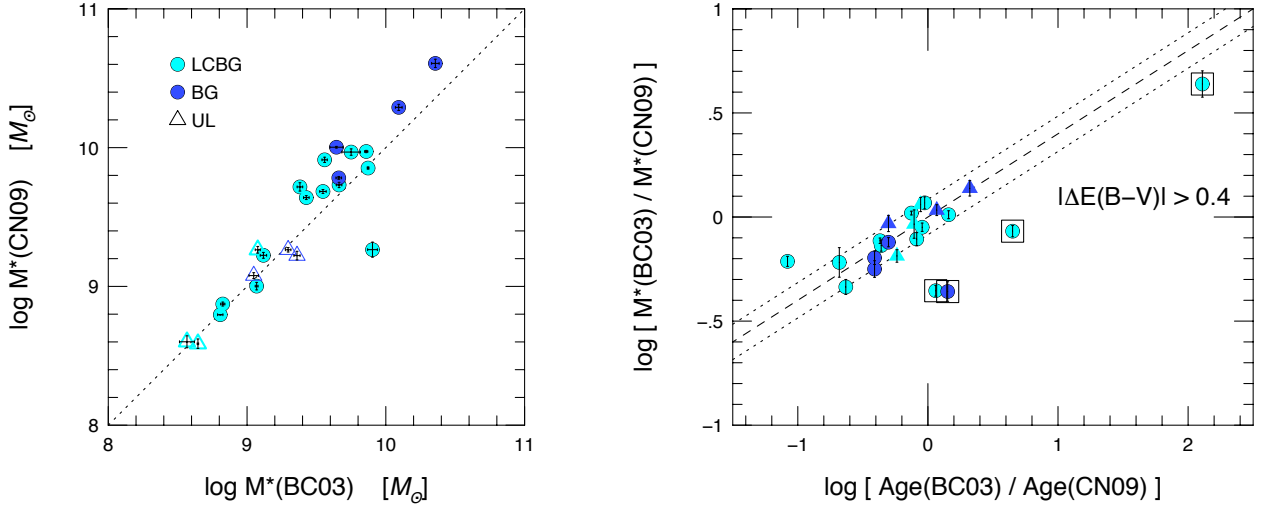 11
10
9
8
log M*(CN09) [M⊙]
LCBG
BG
UL
8
9
10
11
log M*(BC03) [M⊙]
1
.5
0
−.5
−1
log [ M*(BC03) / M*(CN09) ]
|ΔE(B−V)| > 0.4
−1
0
1
2
log [ Age(BC03) / Age(CN09) ]